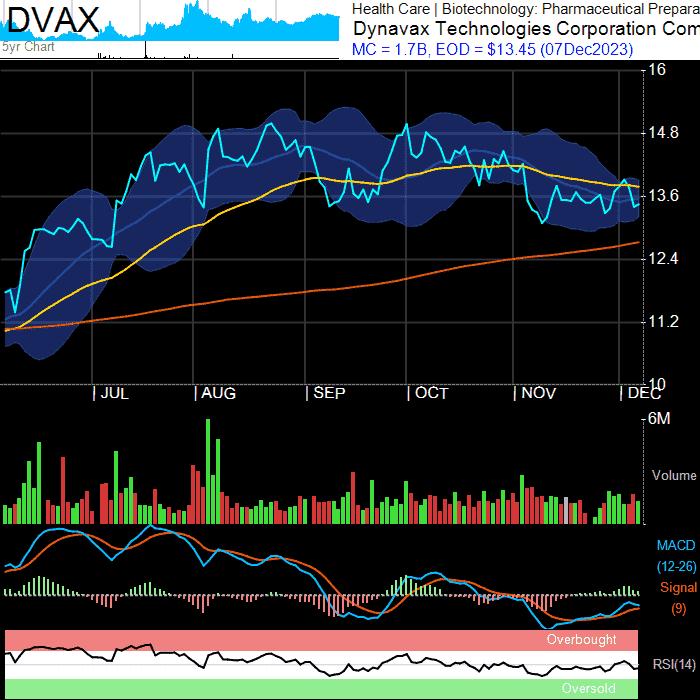 DVAX
5yr Chart
Health Care | Biotechnology: Pharmaceutical Prepara
Dynavax Technologies Corporation Com
MC = 1.7B, EOD = $13.45 (07Dec2023)
16
14.8
13.6
12.4
11.2
10
JUL AUG SEP OCT NOV DEC
6M
Volume
MACD
(12-26)
Signal
(9)
Overbought
RSI(14)
Oversold